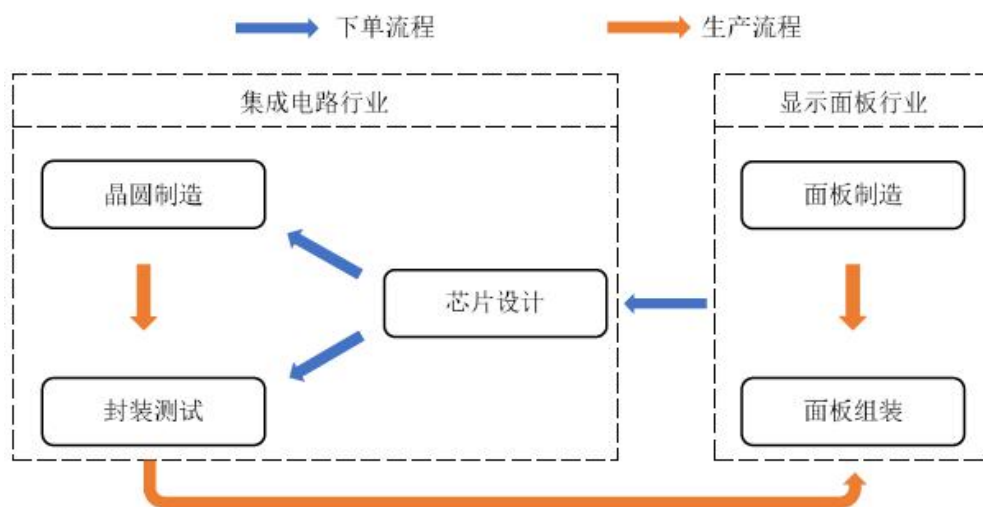 下单流程
生产流程
集成电路行业
显示面板行业
晶圆制造
面板制造
芯片设计
封装测试
面板组装